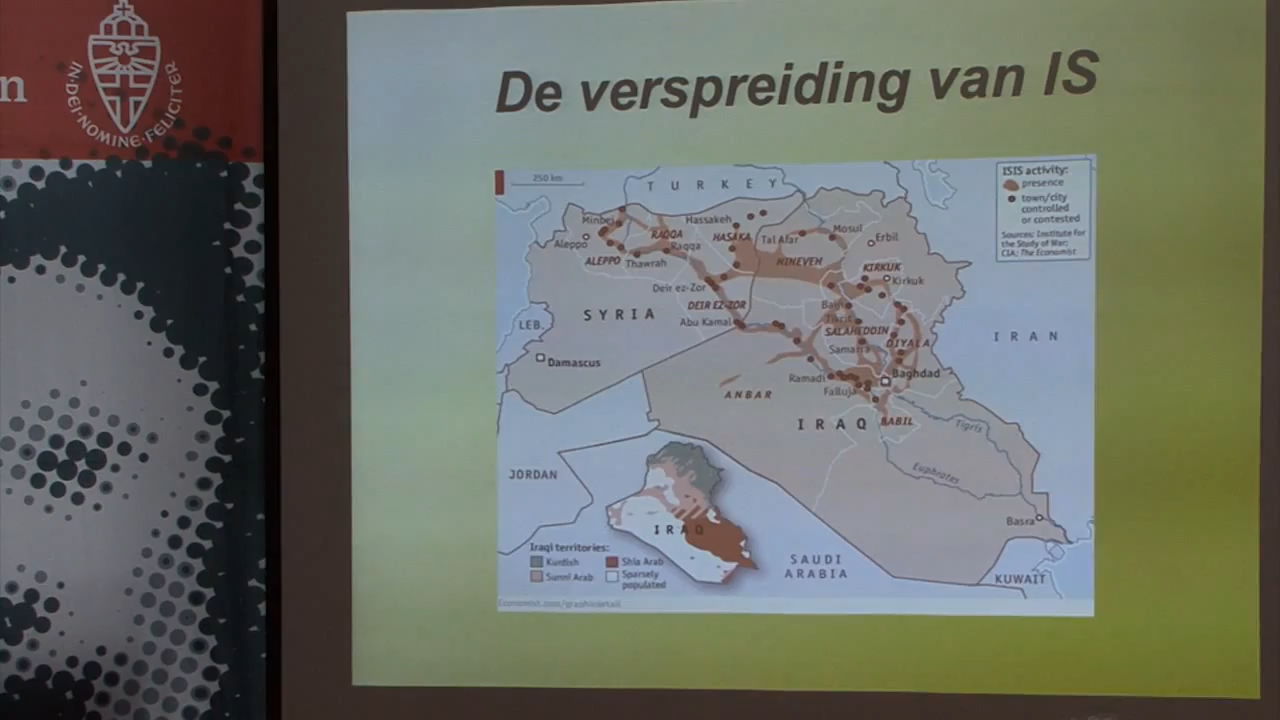 n
IN·DEI·NOMINE·FELICITER
De verspreiding van IS
250 km
TURKEY
ISIS activity:
presence
town/city
controlled
or contested
Sources: Institute for
the Study of War;
CIA; The Economist
Minbej
Hassakeh
Aleppo
RAQQA
Raqqa
HASAKA
Tal Afar
Mosul
Erbil
ALEPPO
Thawrah
NINEVEH
KIRKUK
Kirkuk
Deir ez-Zor
DEIR EZ-ZOR
Baiji
SYRIA
Abu Kamal
Tikrit
SALAHEDDIN
LEB.
IRAN
DIYALA
Samarra
Damascus
Baghdad
Ramadi
Falluja
ANBAR
IRAQ
BABIL
Tigris
Euphrates
JORDAN
Basra
IRAQ
Iraqi territories:
Kurdish
Shia Arab
Sunni Arab
Sparsely
populated
SAUDI
ARABIA
KUWAIT
Economist.com/graphicdetail